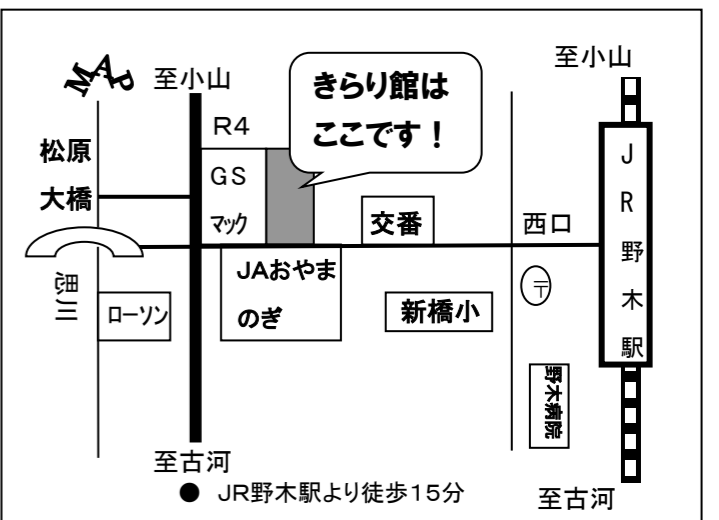 MAP
至小山
至小山
きらり館は
ここです！
R4
松原
大橋
GS
マック
交番
西口
JR野木駅
思川
ローソン
JAおやま
のぎ
新橋小
〒
野木病院
至古河
至古河
● JR野木駅より徒歩15分